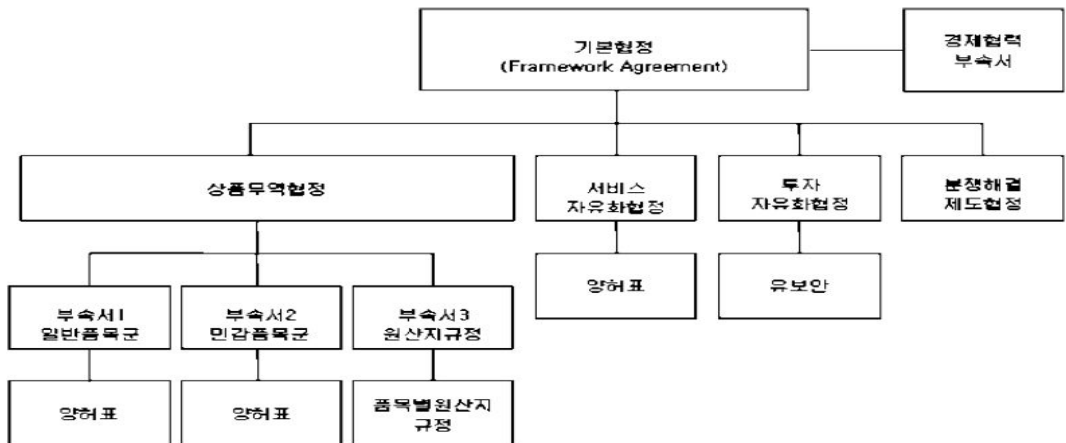 기본협정
(Framework Agreement)
경제협력
부속서
상품무역협정
서비스
자유화협정
투자
자유화협정
분쟁해결
제도협정
양허표
유보안
부속서1
일반품목군
부속서2
민감품목군
부속서3
원산지규정
양허표
양허표
품목별원산지
규정